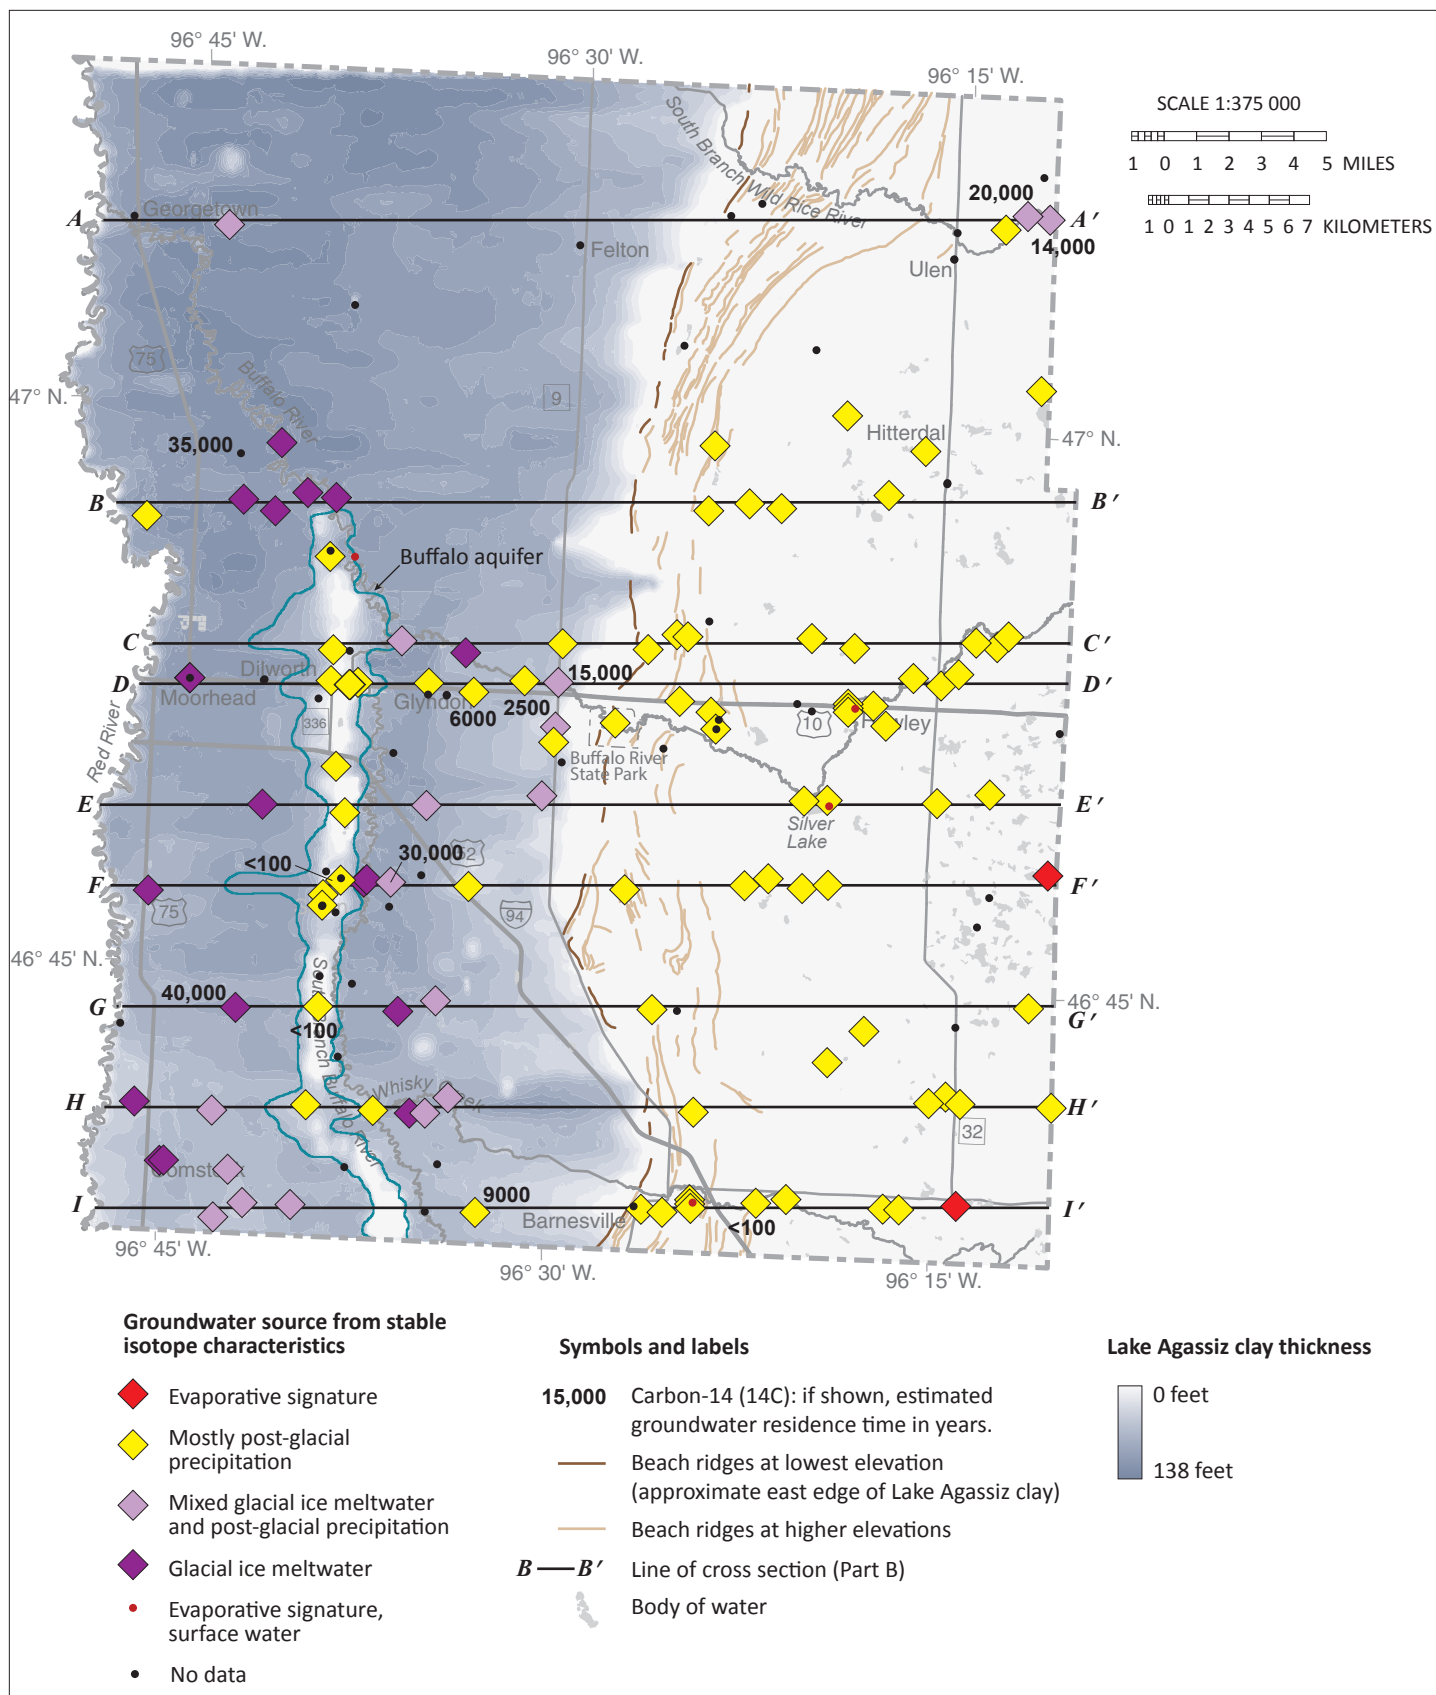 96° 45' W.
96° 30' W.
96° 15' W.
SCALE 1:375 000
1 0 1 2 3 4 5 MILES
1 0 1 2 3 4 5 6 7 KILOMETERS
South Branch Wild Rice River
20,000
A
Georgetown
A'
14,000
Felton
Ulen
75
Buffalo River
47° N.
9
Hitterdal
47° N.
35,000
B
B'
Buffalo aquifer
C
C'
Dilworth
15,000
D
D'
Moorhead
Glyndon
6000
2500
336
10
Hawley
Red River
Buffalo River
State Park
E
E'
Silver
Lake
<100
30,000
52
F
F'
75
94
46° 45' N.
South Branch Buffalo River
40,000
G
46° 45' N.
G'
<100
Whisky Creek
H
H'
32
Comstock
9000
I
Barnesville
<100
I'
96° 45' W.
96° 30' W.
96° 15' W.
Groundwater source from stable
isotope characteristics
Evaporative signature
Mostly post-glacial
precipitation
Mixed glacial ice meltwater
and post-glacial precipitation
Glacial ice meltwater
Evaporative signature,
surface water
No data
Symbols and labels
15,000 Carbon-14 (14C): if shown, estimated
groundwater residence time in years.
Beach ridges at lowest elevation
(approximate east edge of Lake Agassiz clay)
Beach ridges at higher elevations
B B' Line of cross section (Part B)
Body of water
Lake Agassiz clay thickness
0 feet
138 feet